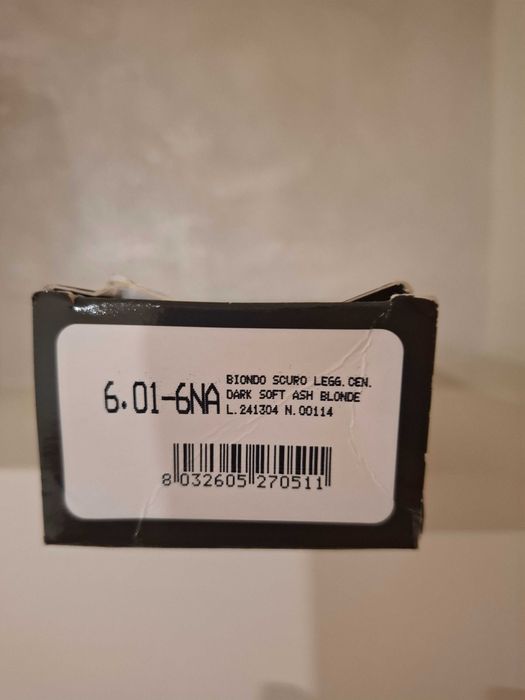 6.01-6NA
BIONDO SCURO LEGG.CEN.
DARK SOFT ASH BLONDE
L.241304 N.00114
8 032605 270511